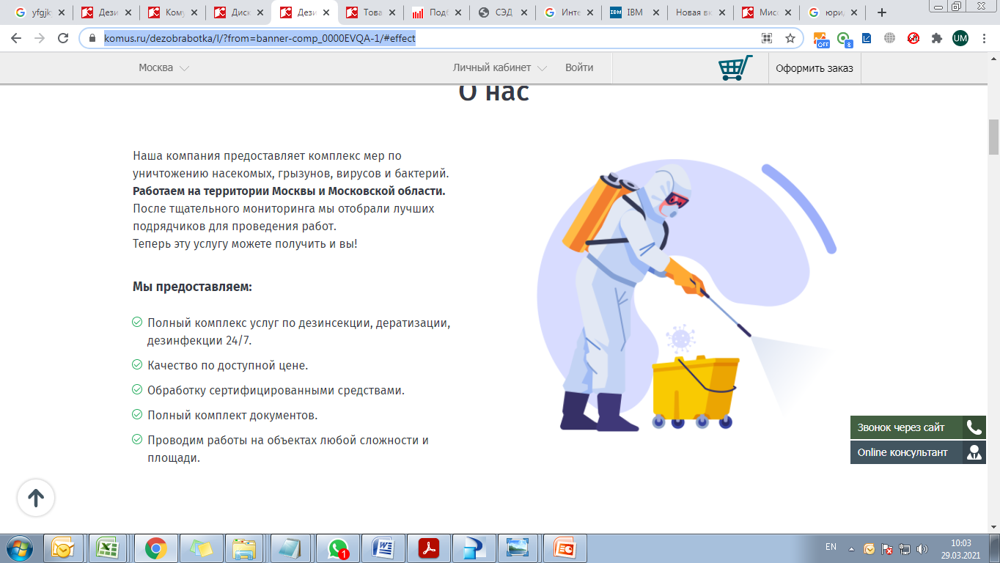 yfgjk
Дези
Кому
Диск
Дези
Това
Подб
СЭД
Инте
IBM
IBM
Новая вк
Мисс
юрид
komus.ru/dezobrabotka/l/?from=banner-comp_0000EVQA-1/#effect
OFF
8
UM
Москва
Личный кабинет
Войти
Оформить заказ
О нас
Наша компания предоставляет комплекс мер по
уничтожению насекомых, грызунов, вирусов и бактерий.
Работаем на территории Москвы и Московской области.
После тщательного мониторинга мы отобрали лучших
подрядчиков для проведения работ.
Теперь эту услугу можете получить и вы!
Мы предоставляем:
Полный комплекс услуг по дезинсекции, дератизации,
дезинфекции 24/7.
Качество по доступной цене.
Обработку сертифицированными средствами.
Полный комплект документов.
Проводим работы на объектах любой сложности и
площади.
Звонок через сайт
Online консультант
1
EN
10:03
29.03.2021